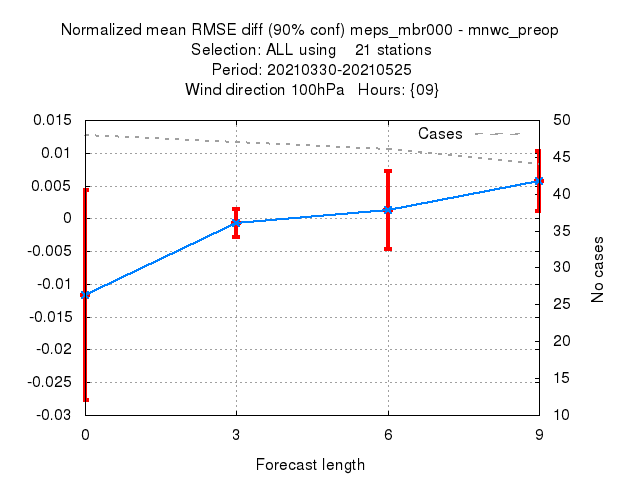 Normalized mean RMSE diff (90% conf) meps_mbr000 - mnwc_preop
Selection: ALL using    21 stations
Period: 20210330-20210525
Wind direction 100hPa   Hours: {09}
Cases
0.015
0.01
0.005
0
-0.005
-0.01
-0.015
-0.02
-0.025
-0.03
50
45
40
35
30
25
20
15
10
No cases
0 3 6 9
Forecast length